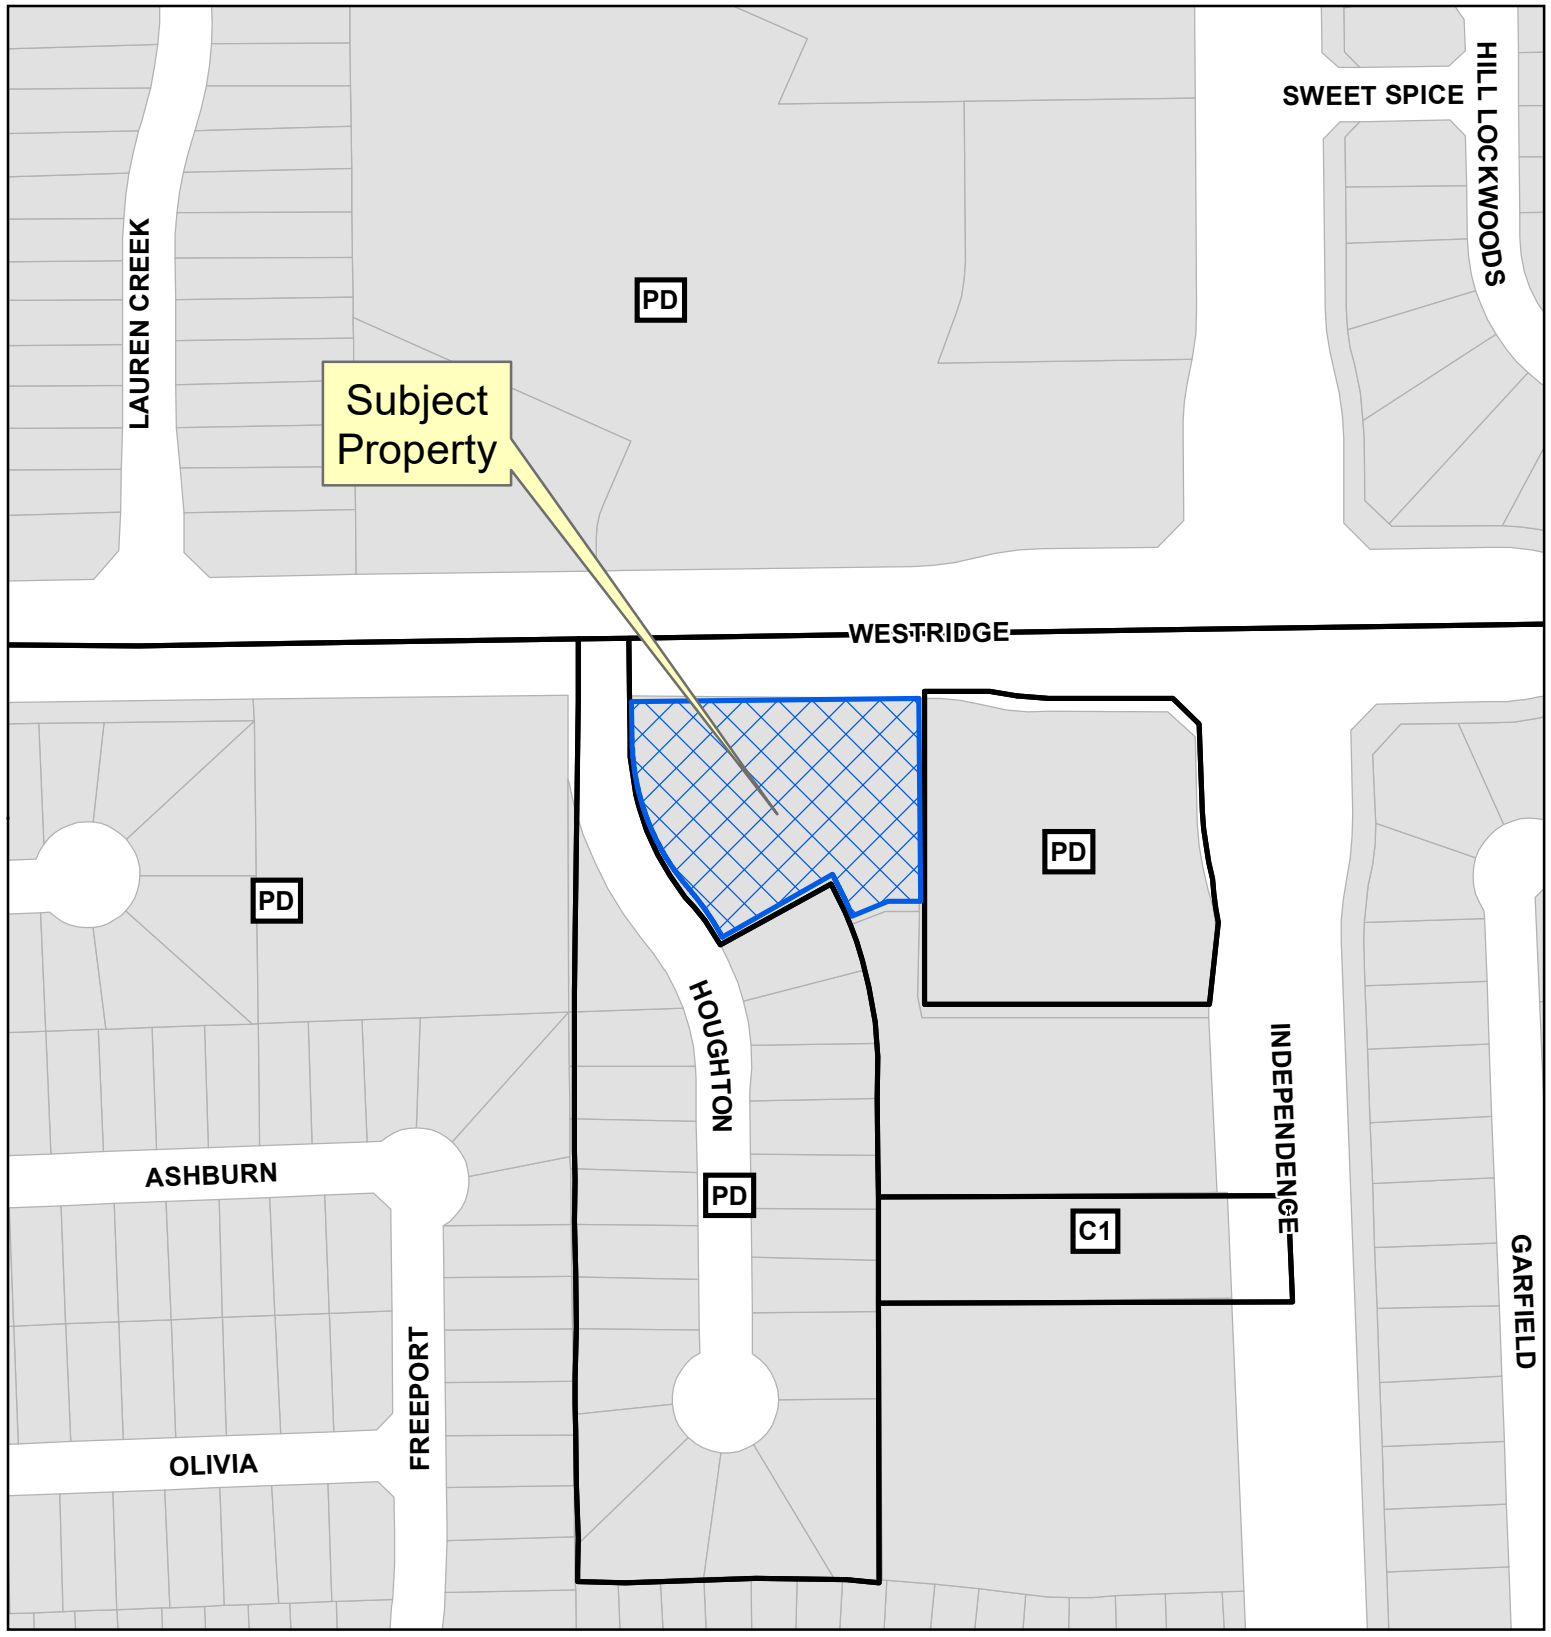 SWEET SPICE
HILL LOCKWOODS
LAUREN CREEK
PD
Subject
Property
WESTRIDGE
PD
PD
HOUGHTON
INDEPENDENCE
ASHBURN
PD
C1
GARFIELD
FREEPORT
OLIVIA